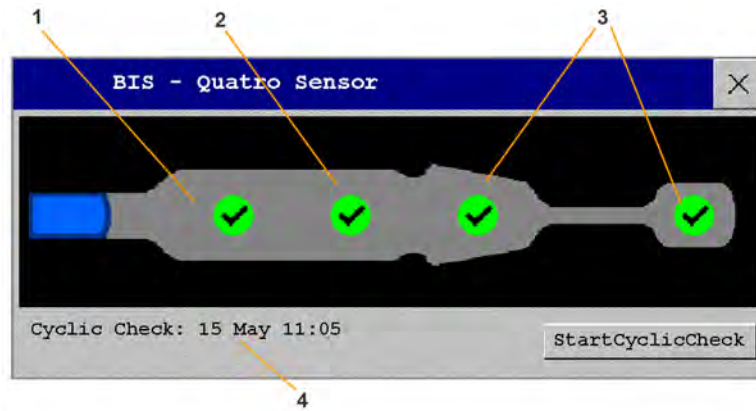 1 2 3
BIS - Quatro Sensor
Cyclic Check: 15 May 11:05
StartCyclicCheck
4